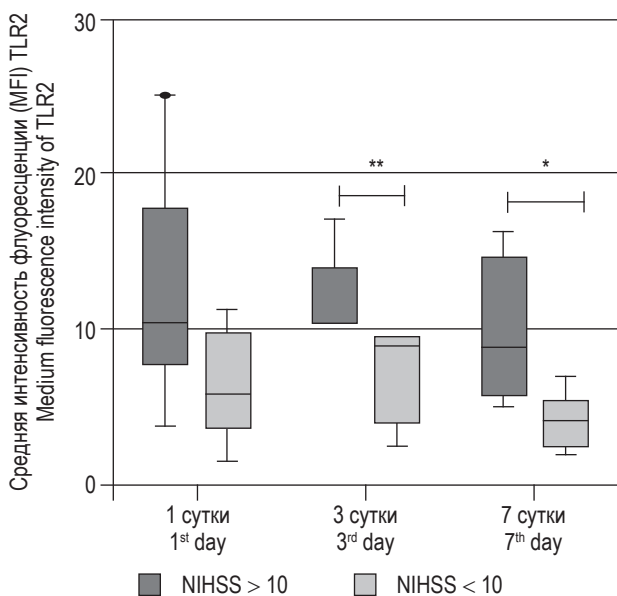 Средняя интенсивность флуоресценции (MFI) TLR2
Medium fluorescence intensity of TLR2
30
20
10
0
**
*
1 сутки
1st day
3 сутки
3rd day
7 сутки
7th day
NIHSS > 10
NIHSS < 10